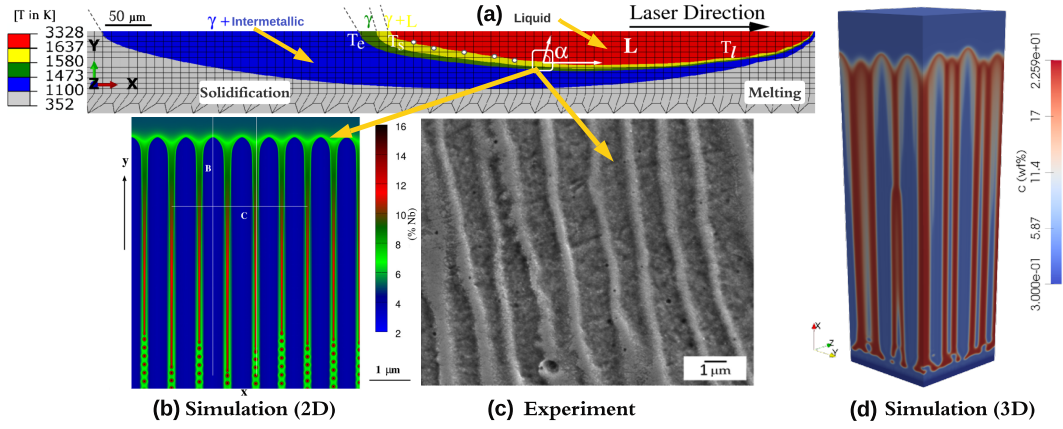 [T in K]
3328
1637
1580
1473
1100
352
50 μm
γ + Intermetallic
γ
γ+L
(a)
Liquid
Laser Direction
Te
Ts
α
L
Tl
Y
Z
X
Solidification
Melting
y
B
C
x
16
14
12
10
8
6
4
2
(% Nb)
1 μm
1 μm
2.259e+01
17
11.4
5.87
3.000e-01
c (wt%)
X
Z
Y
(b) Simulation (2D)
(c) Experiment
(d) Simulation (3D)